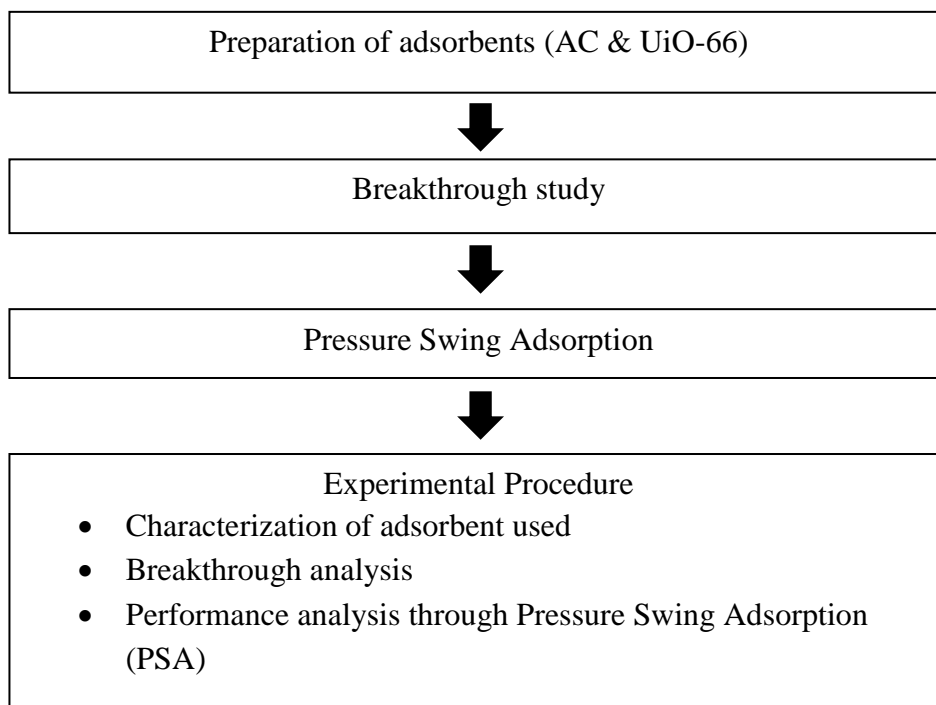 Preparation of adsorbents (AC & UiO-66)
Breakthrough study
Pressure Swing Adsorption
Experimental Procedure
• Characterization of adsorbent used
• Breakthrough analysis
• Performance analysis through Pressure Swing Adsorption
(PSA)